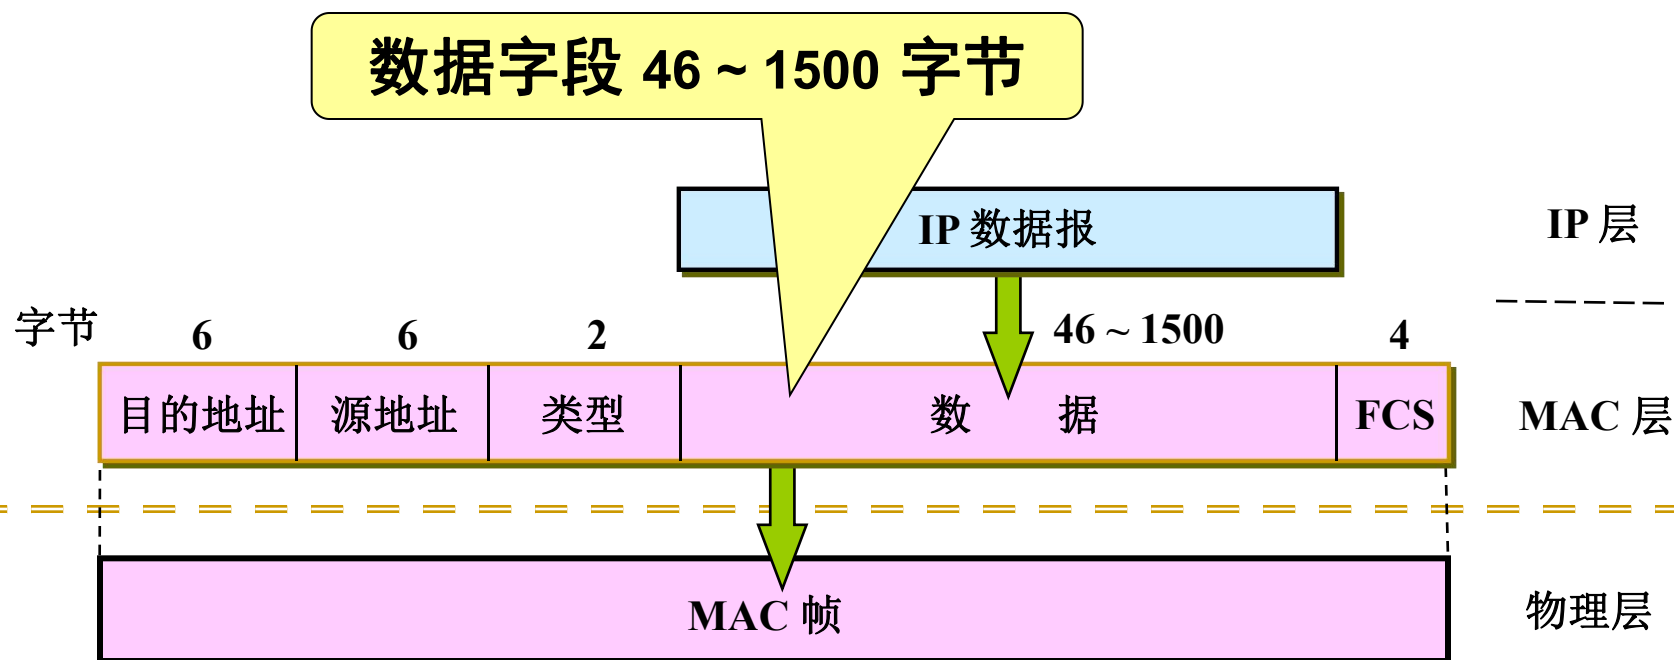 数据字段 46 ~ 1500 字节
IP 数据报
IP 层
字节
6
6
2
46 ~ 1500
4
目的地址
源地址
类型
数 据
FCS
MAC 层
MAC 帧
物理层